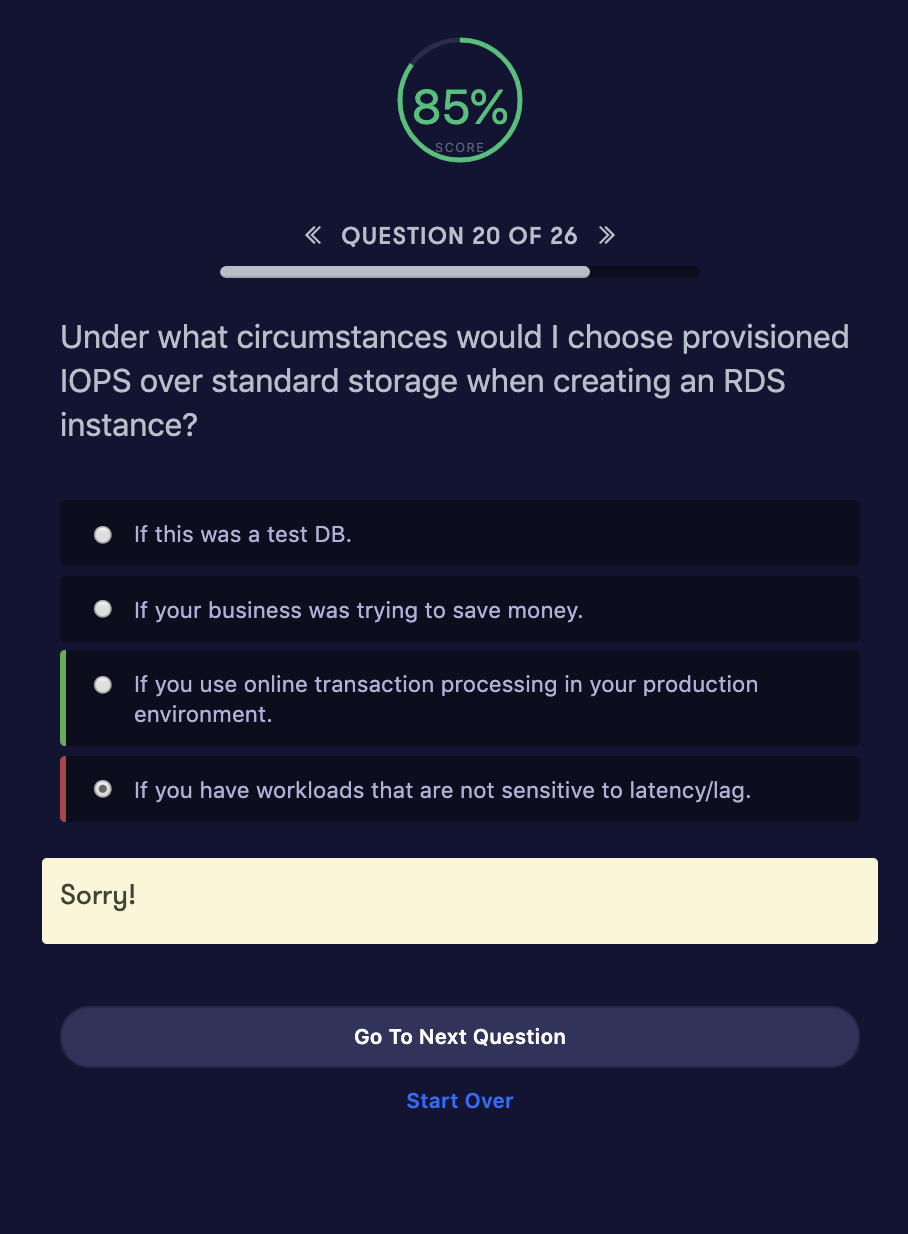 85%
SCORE
« QUESTION 20 OF 26 »
Under what circumstances would I choose provisioned
IOPS over standard storage when creating an RDS
instance?
If this was a test DB.
If your business was trying to save money.
If you use online transaction processing in your production
environment.
If you have workloads that are not sensitive to latency/lag.
Sorry!
Go To Next Question
Start Over